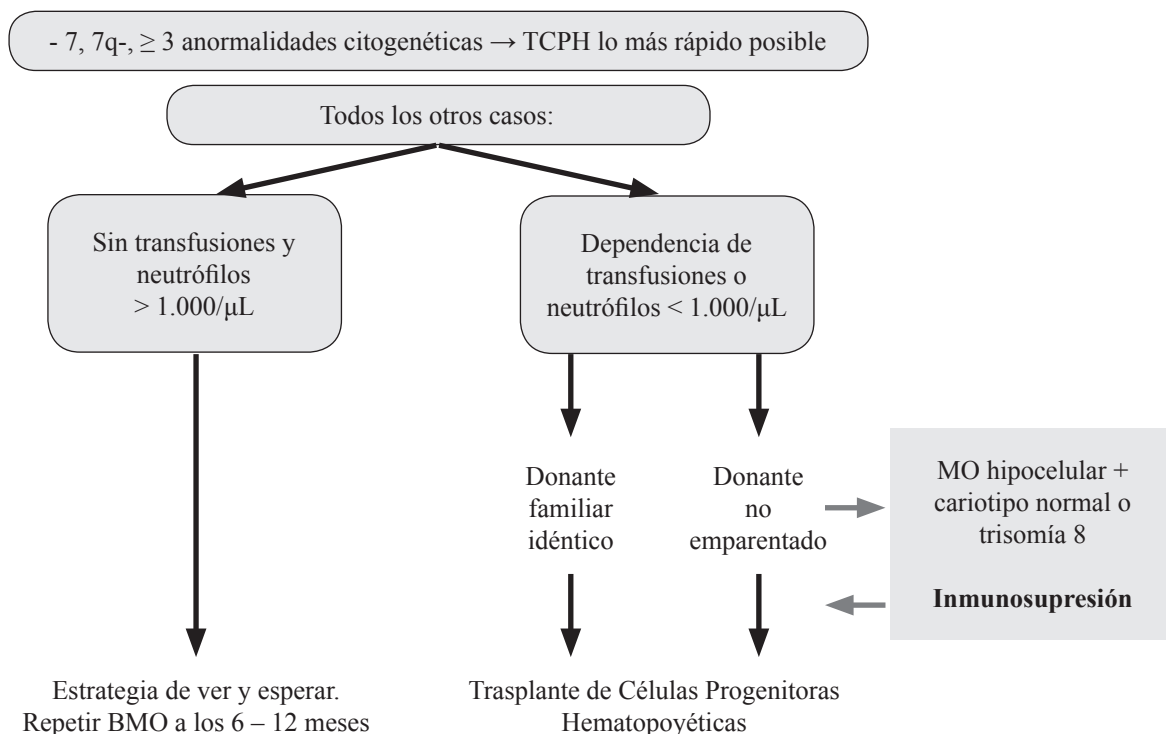 - 7, 7q-, ≥ 3 anormalidades citogenéticas → TCPH lo más rápido posible
Todos los otros casos:
Sin transfusiones y
neutrófilos
> 1.000/μL
Dependencia de
transfusiones o
neutrófilos < 1.000/μL
Donante
familiar
idéntico
Donante
no
emparentado
MO hipocelular +
cariotipo normal o
trisomía 8
Inmunosupresión
Estrategia de ver y esperar.
Repetir BMO a los 6 – 12 meses
Trasplante de Células Progenitoras
Hematopoyéticas